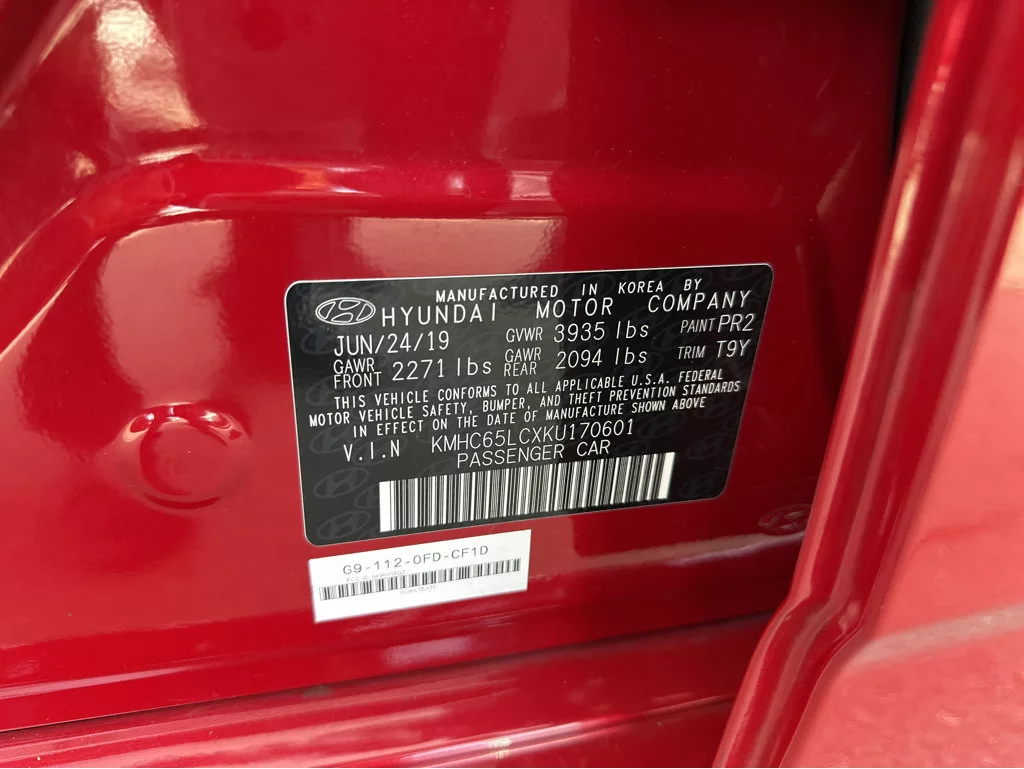 MANUFACTURED IN KOREA BY
HYUNDAI MOTOR COMPANY
JUN/24/19 GVWR 3935 lbs PAINT PR2
GAWR FRONT 2271 lbs GAWR REAR 2094 lbs TRIM T9Y
THIS VEHICLE CONFORMS TO ALL APPLICABLE U.S.A. FEDERAL
MOTOR VEHICLE SAFETY, BUMPER, AND THEFT PREVENTION STANDARDS
IN EFFECT ON THE DATE OF MANUFACTURE SHOWN ABOVE
V.I.N KMHC65LCXKU170601
PASSENGER CAR
G9-112-0FD-CF1D